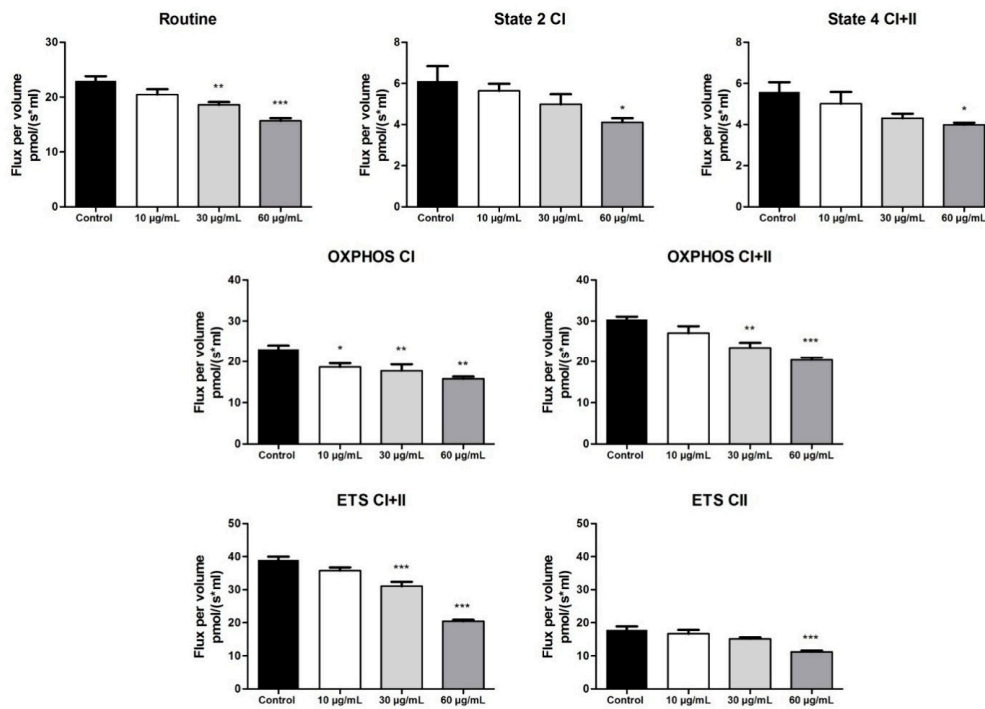 Routine
Flux per volume
pmol/(s*ml)
30
20
10
0
**
***
Control
10 µg/mL
30 µg/mL
60 µg/mL
State 2 CI
Flux per volume
pmol/(s*ml)
8
6
4
2
0
*
Control
10 µg/mL
30 µg/mL
60 µg/mL
State 4 CI+II
Flux per volume
pmol/(s*ml)
8
6
4
2
0
*
Control
10 µg/mL
30 µg/mL
60 µg/mL
OXPHOS CI
Flux per volume
pmol/(s*ml)
40
30
20
10
0
*
**
**
Control
10 µg/mL
30 µg/mL
60 µg/mL
OXPHOS CI+II
Flux per volume
pmol/(s*ml)
40
30
20
10
0
**
***
Control
10 µg/mL
30 µg/mL
60 µg/mL
ETS CI+II
Flux per volume
pmol/(s*ml)
50
40
30
20
10
0
***
***
Control
10 µg/mL
30 µg/mL
60 µg/mL
ETS CII
Flux per volume
pmol/(s*ml)
50
40
30
20
10
0
***
Control
10 µg/mL
30 µg/mL
60 µg/mL